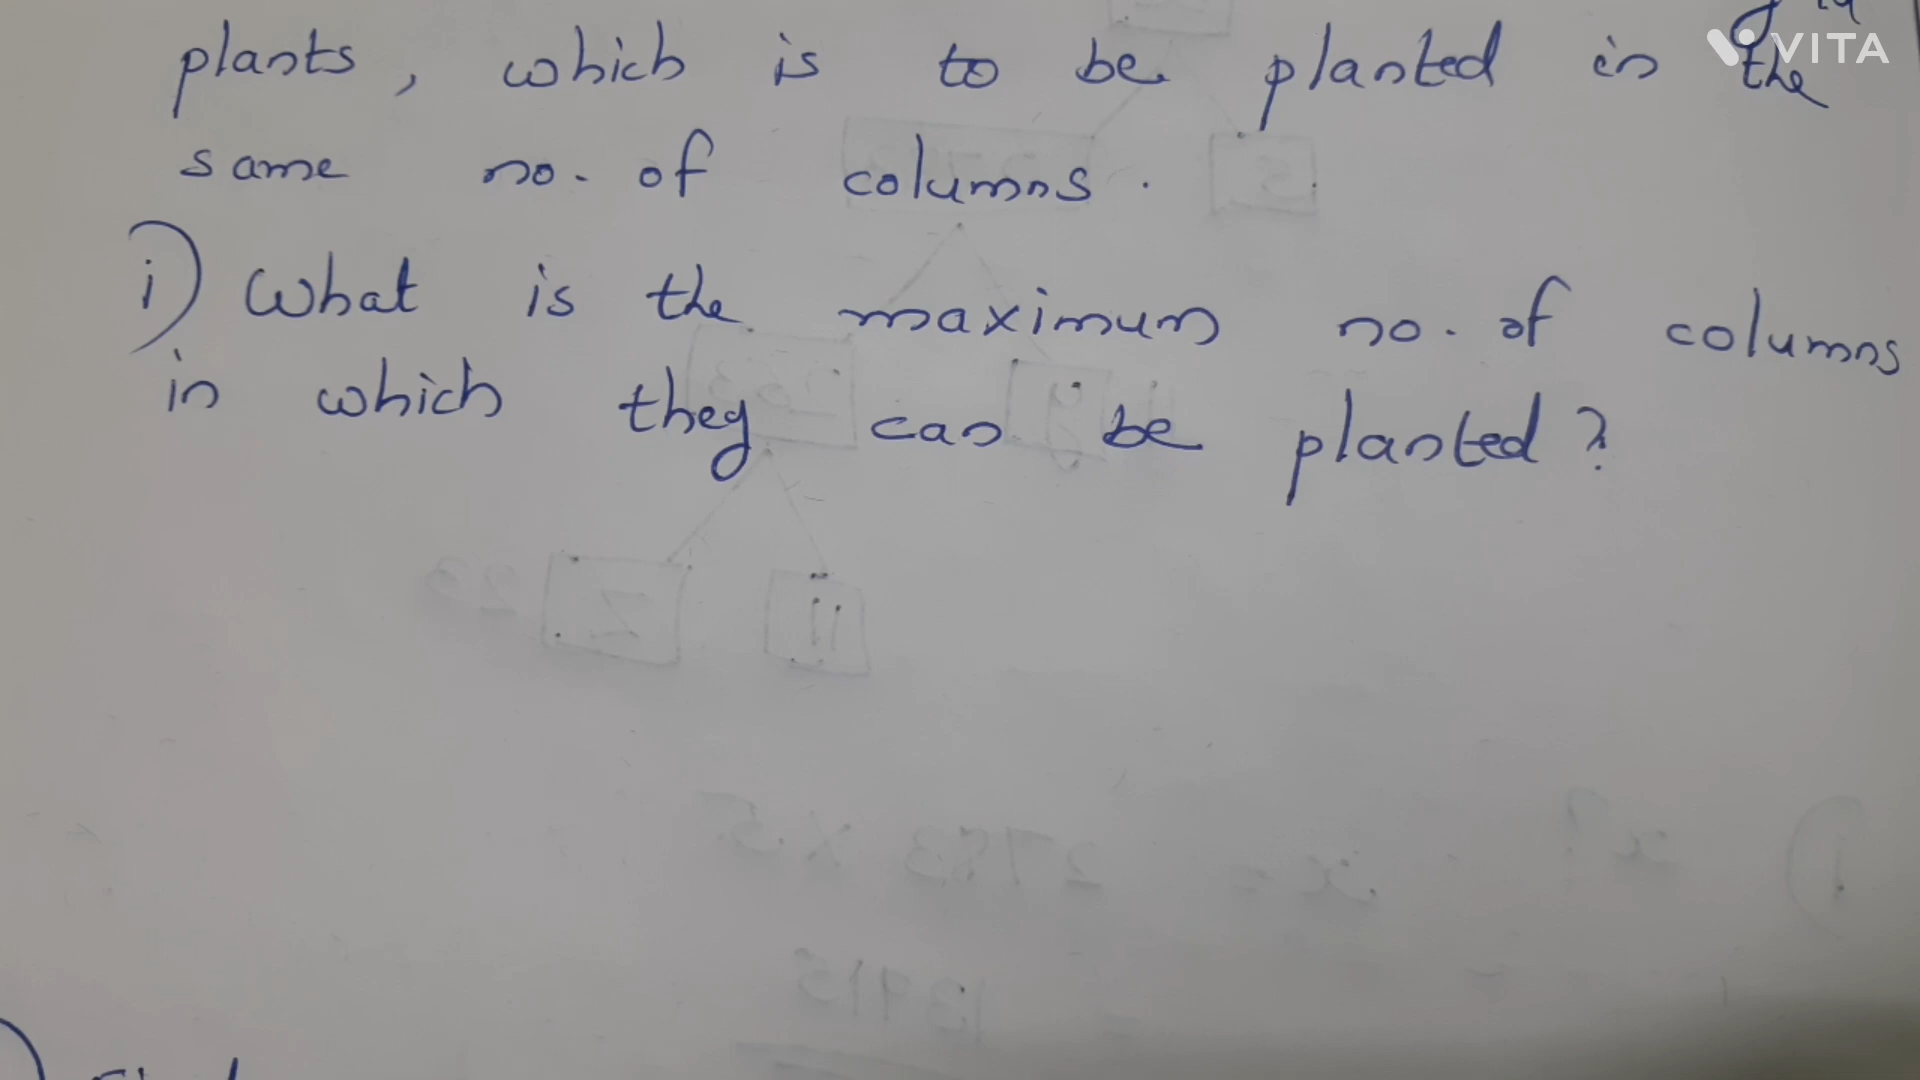 VITA
plants, which is to be planted in the
same no. of columns.
i) What is the maximum no. of columns
in which they can be planted?